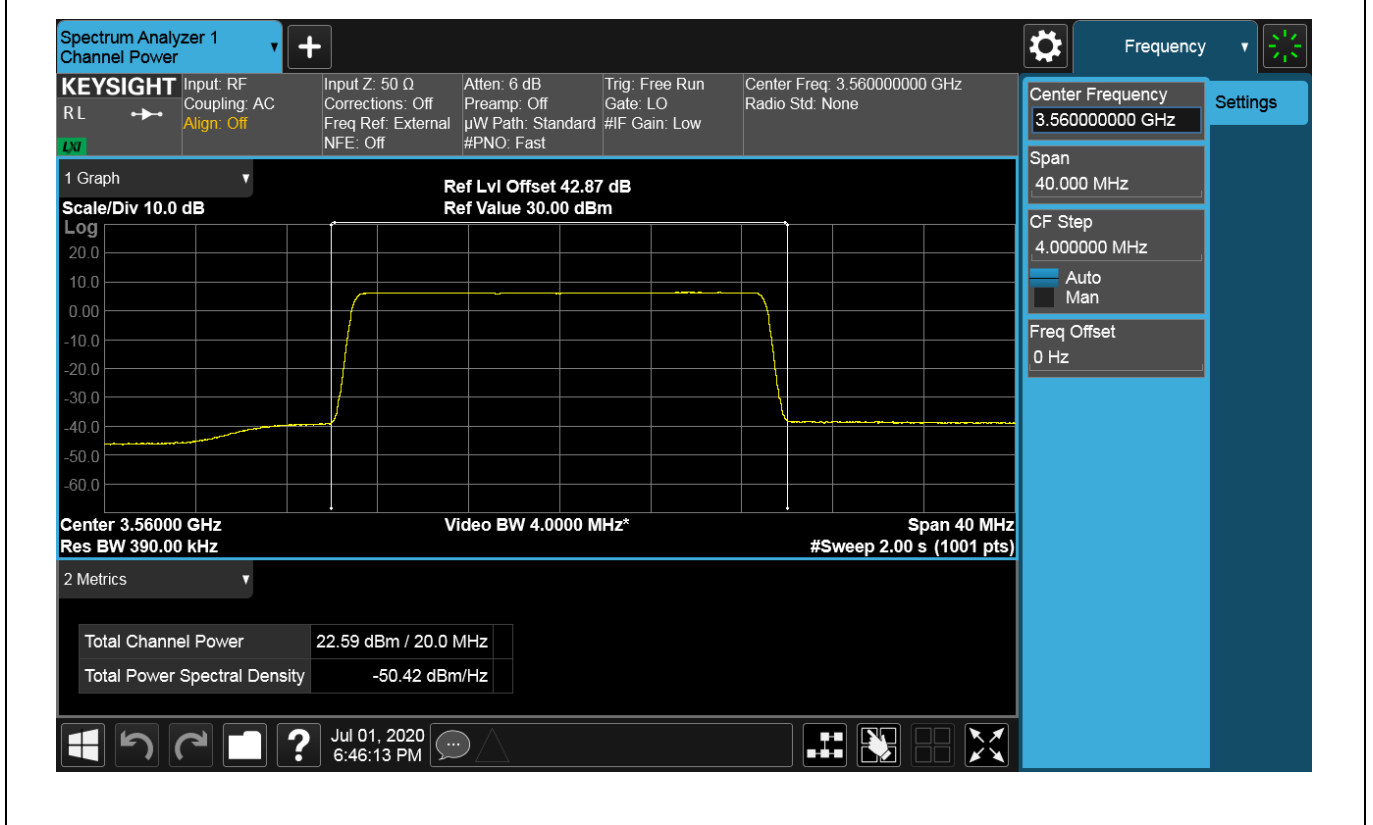 Spectrum Analyzer 1
Channel Power
Frequency
KEYSIGHT
R L
LXI
Input: RF
Coupling: AC
Align: Off
Input Z: 50 Ω
Corrections: Off
Freq Ref: External
NFE: Off
Atten: 6 dB
Preamp: Off
µW Path: Standard
#PNO: Fast
Trig: Free Run
Gate: LO
#IF Gain: Low
Center Freq: 3.560000000 GHz
Radio Std: None
Center Frequency
3.560000000 GHz
Settings
Span
40.000 MHz
CF Step
4.000000 MHz
Auto
Man
Freq Offset
0 Hz
1 Graph
Scale/Div 10.0 dB
Ref Lvl Offset 42.87 dB
Ref Value 30.00 dBm
Log
20.0
10.0
0.00
-10.0
-20.0
-30.0
-40.0
-50.0
-60.0
Center 3.56000 GHz
Video BW 4.0000 MHz*
Span 40 MHz
Res BW 390.00 kHz
#Sweep 2.00 s (1001 pts)
2 Metrics
Total Channel Power 22.59 dBm / 20.0 MHz
Total Power Spectral Density -50.42 dBm/Hz
?
Jul 01, 2020
6:46:13 PM